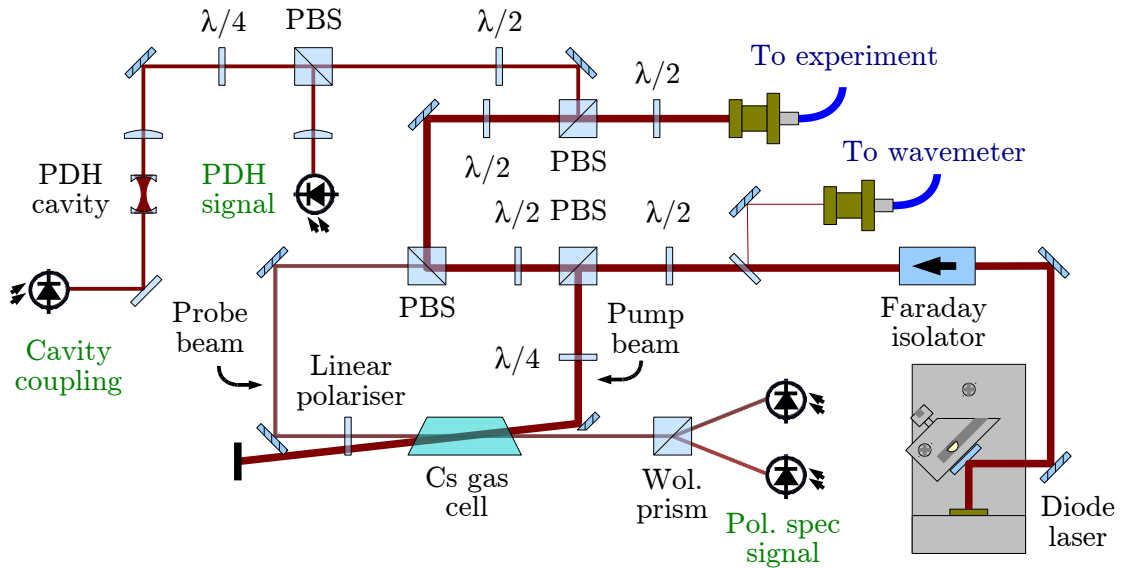 λ/4
PBS
λ/2
To experiment
λ/2
PDH
cavity
PDH
signal
λ/2
PBS
To wavemeter
λ/2
PBS
λ/2
PBS
Faraday
isolator
Probe
beam
Pump
beam
Cavity
coupling
Linear
polariser
λ/4
Cs gas
cell
Wol.
prism
Pol. spec
signal
Diode
laser